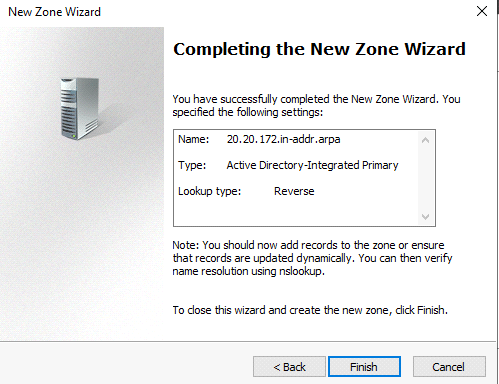 New Zone Wizard
Completing the New Zone Wizard
You have successfully completed the New Zone Wizard. You
specified the following settings:
Name: 20.20.172.in-addr.arpa
Type: Active Directory-Integrated Primary
Lookup type: Reverse
Note: You should now add records to the zone or ensure
that records are updated dynamically. You can then verify
name resolution using nslookup.
To close this wizard and create the new zone, click Finish.
< Back Finish Cancel